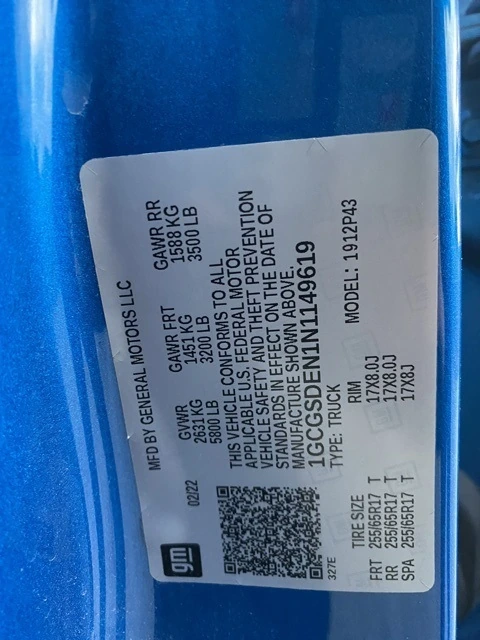 gm
MFD BY GENERAL MOTORS LLC
02/22
GVWR GAWR FRT GAWR RR
2631 KG 1451 KG 1588 KG
5800 LB 3200 LB 3500 LB
THIS VEHICLE CONFORMS TO ALL
APPLICABLE U.S. FEDERAL MOTOR
VEHICLE SAFETY AND THEFT PREVENTION
STANDARDS IN EFFECT ON THE DATE OF
MANUFACTURE SHOWN ABOVE.
1GCGSDEN1N1149619
327E
TYPE: TRUCK
MODEL: 1912P43
TIRE SIZE RIM
FRT 255/65R17 T 17X8.0J
RR 255/65R17 T 17X8.0J
SPA 255/65R17 T 17X8J